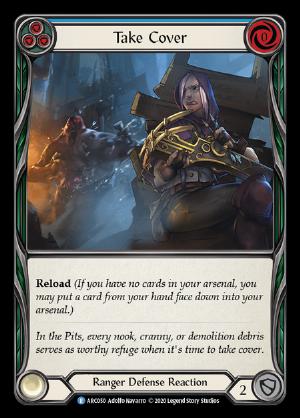 0
Take Cover
Reload (If you have no cards in your arsenal, you
may put a card from your hand face down into your
arsenal.)
In the Pits, every nook, cranny, or demolition debris
serves as worthy refuge when it's time to take cover.
Ranger Defense Reaction
2
ARC050 Adolfo Navarro © 2020 Legend Story Studios